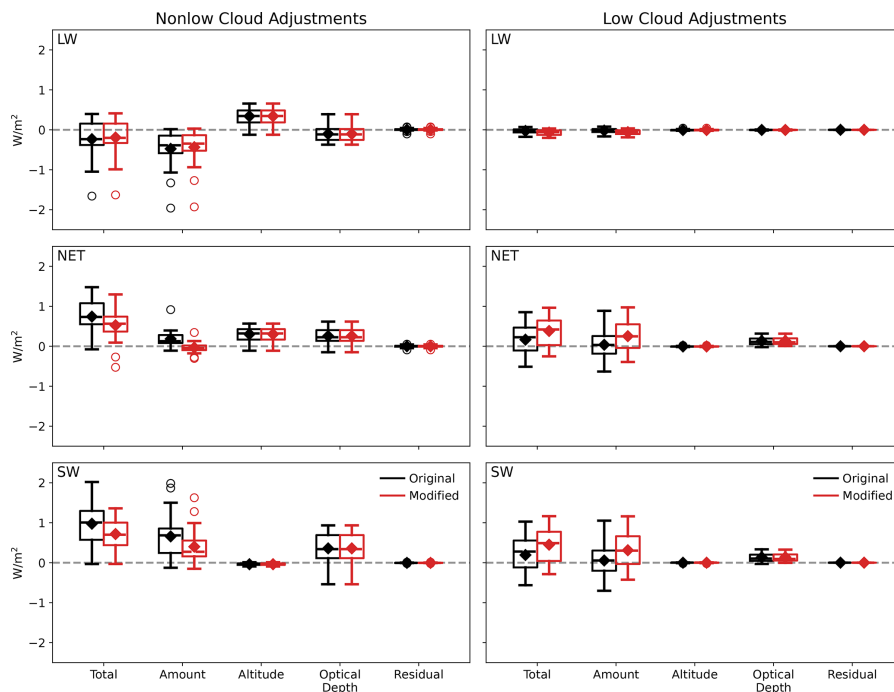 Nonlow Cloud Adjustments
Low Cloud Adjustments
LW
2
1
0
−1
−2
W/m²
LW
NET
2
1
0
−1
−2
W/m²
NET
SW
2
1
0
−1
−2
W/m²
SW
Original
Modified
Original
Modified
Total
Amount
Altitude
Optical
Depth
Residual
Total
Amount
Altitude
Optical
Depth
Residual